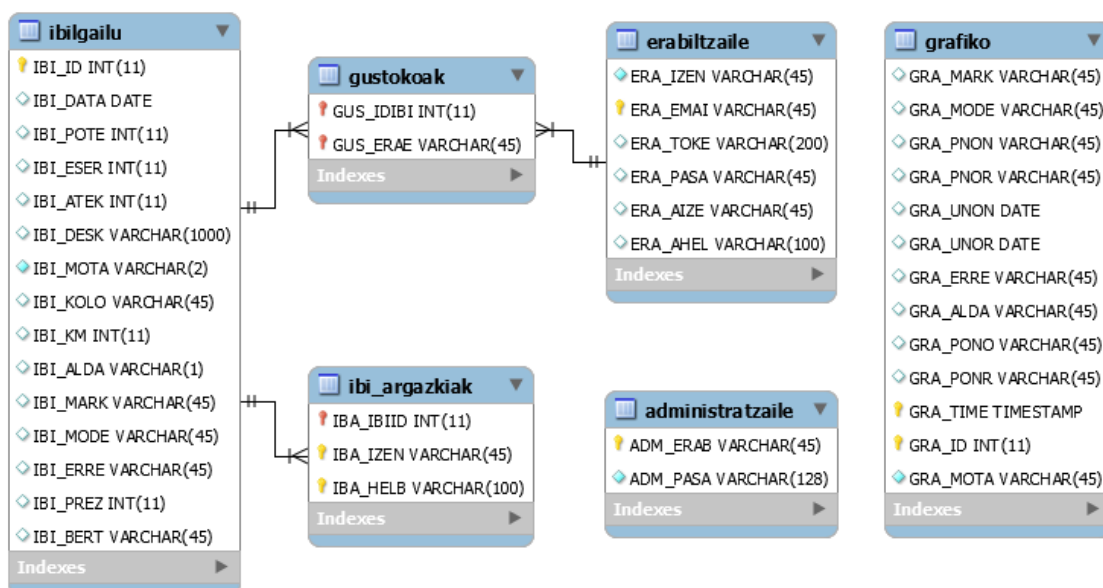 ibilgailu
IBI_ID INT(11)
IBI_DATA DATE
IBI_POTE INT(11)
IBI_ESER INT(11)
IBI_ATEK INT(11)
IBI_DESK VARCHAR(1000)
IBI_MOTA VARCHAR(2)
IBI_KOLO VARCHAR(45)
IBI_KM INT(11)
IBI_ALDA VARCHAR(1)
IBI_MARK VARCHAR(45)
IBI_MODE VARCHAR(45)
IBI_ERRE VARCHAR(45)
IBI_PREZ INT(11)
IBI_BERT VARCHAR(45)
Indexes
gustokoak
GUS_IDIBI INT(11)
GUS_ERAE VARCHAR(45)
Indexes
ibi_argazkiak
IBA_IBIID INT(11)
IBA_IZEN VARCHAR(45)
IBA_HELB VARCHAR(100)
Indexes
erabiltzaile
ERA_IZEN VARCHAR(45)
ERA_EMAI VARCHAR(45)
ERA_TOKE VARCHAR(200)
ERA_PASA VARCHAR(45)
ERA_AIZE VARCHAR(45)
ERA_AHEL VARCHAR(100)
Indexes
administratzaile
ADM_ERAB VARCHAR(45)
ADM_PASA VARCHAR(128)
Indexes
grafiko
GRA_MARK VARCHAR(45)
GRA_MODE VARCHAR(45)
GRA_PNON VARCHAR(45)
GRA_PNOR VARCHAR(45)
GRA_UNON DATE
GRA_UNOR DATE
GRA_ERRE VARCHAR(45)
GRA_ALDA VARCHAR(45)
GRA_PONO VARCHAR(45)
GRA_PONR VARCHAR(45)
GRA_TIME TIMESTAMP
GRA_ID INT(11)
GRA_MOTA VARCHAR(45)
Indexes